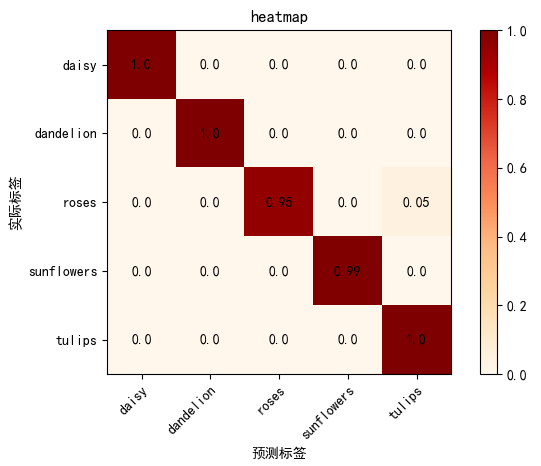 heatmap
daisy 1.0 0.0 0.0 0.0 0.0
dandelion 0.0 1.0 0.0 0.0 0.0
roses 0.0 0.0 0.95 0.0 0.05
sunflowers 0.0 0.0 0.0 0.99 0.0
tulips 0.0 0.0 0.0 0.0 1.0
实际标签
daisy dandelion roses sunflowers tulips
预测标签
1.0
0.8
0.6
0.4
0.2
0.0